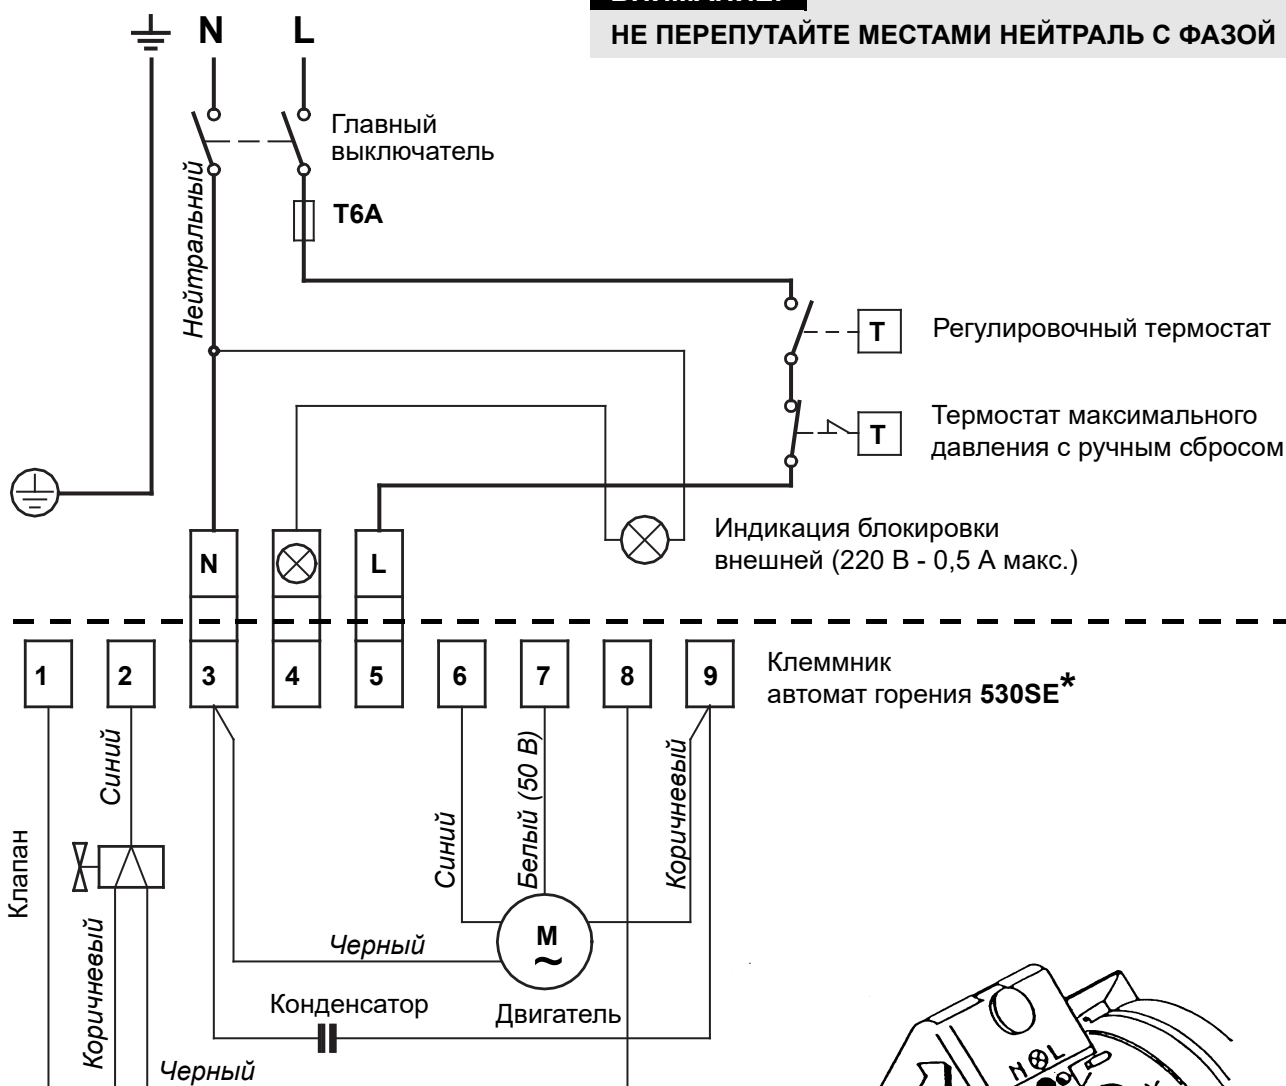 НЕ ПЕРЕПУТАЙТЕ МЕСТАМИ НЕЙТРАЛЬ С ФАЗОЙ
N L
Главный
выключатель
Нейтральный
T6A
T Регулировочный термостат
T Термостат максимального
давления с ручным сбросом
Индикация блокировки
внешней (220 В - 0,5 А макс.)
N L
1 2 3 4 5 6 7 8 9
Клеммник
автомат горения 530SE*
Синий
Клапан
Коричневый
Черный
Синий
Белый (50 В)
Коричневый
Черный
M
~
Двигатель
Конденсатор
N L